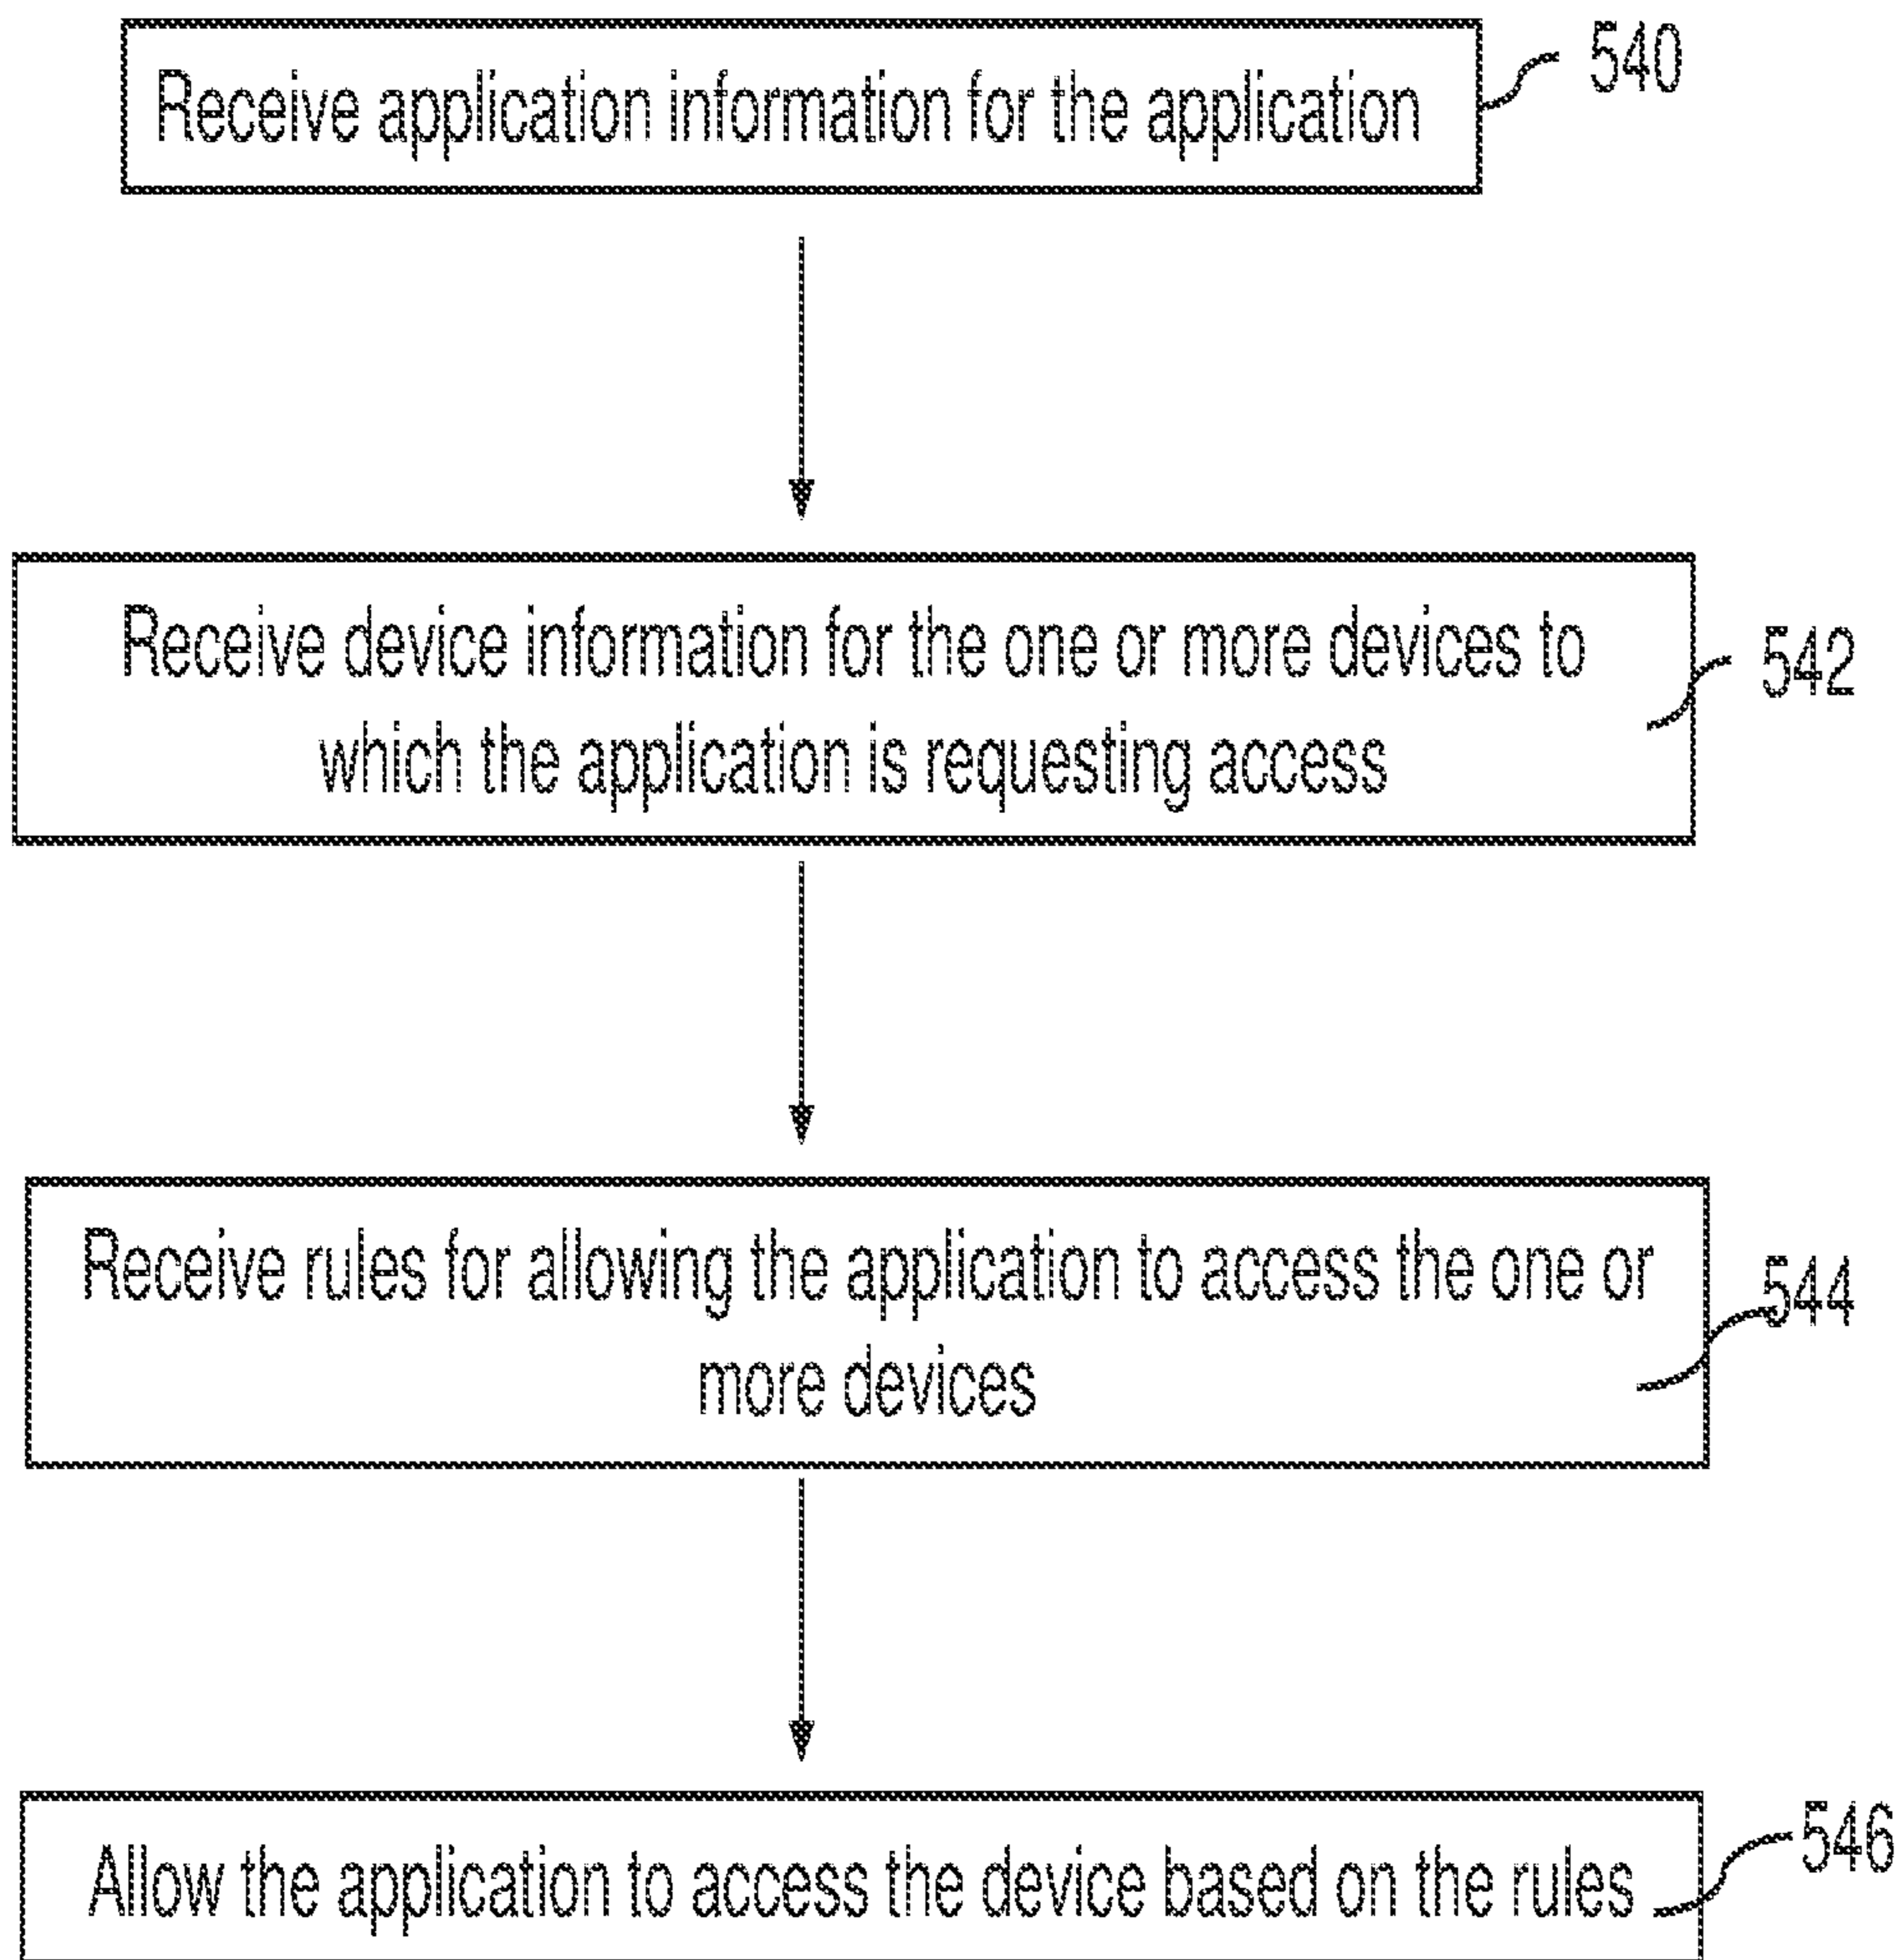 Receive application information for the application
540
Receive device information for the one or more devices to
which the application is requesting access
542
Receive rules for allowing the application to access the one or
more devices
544
Allow the application to access the device based on the rules
546